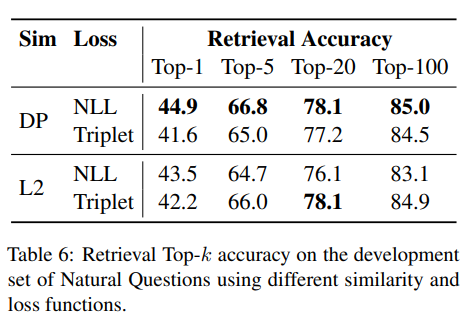 Sim Loss Retrieval Accuracy
Top-1 Top-5 Top-20 Top-100
DP NLL 44.9 66.8 78.1 85.0
Triplet 41.6 65.0 77.2 84.5
L2 NLL 43.5 64.7 76.1 83.1
Triplet 42.2 66.0 78.1 84.9
Table 6: Retrieval Top-k accuracy on the development
set of Natural Questions using different similarity and
loss functions.